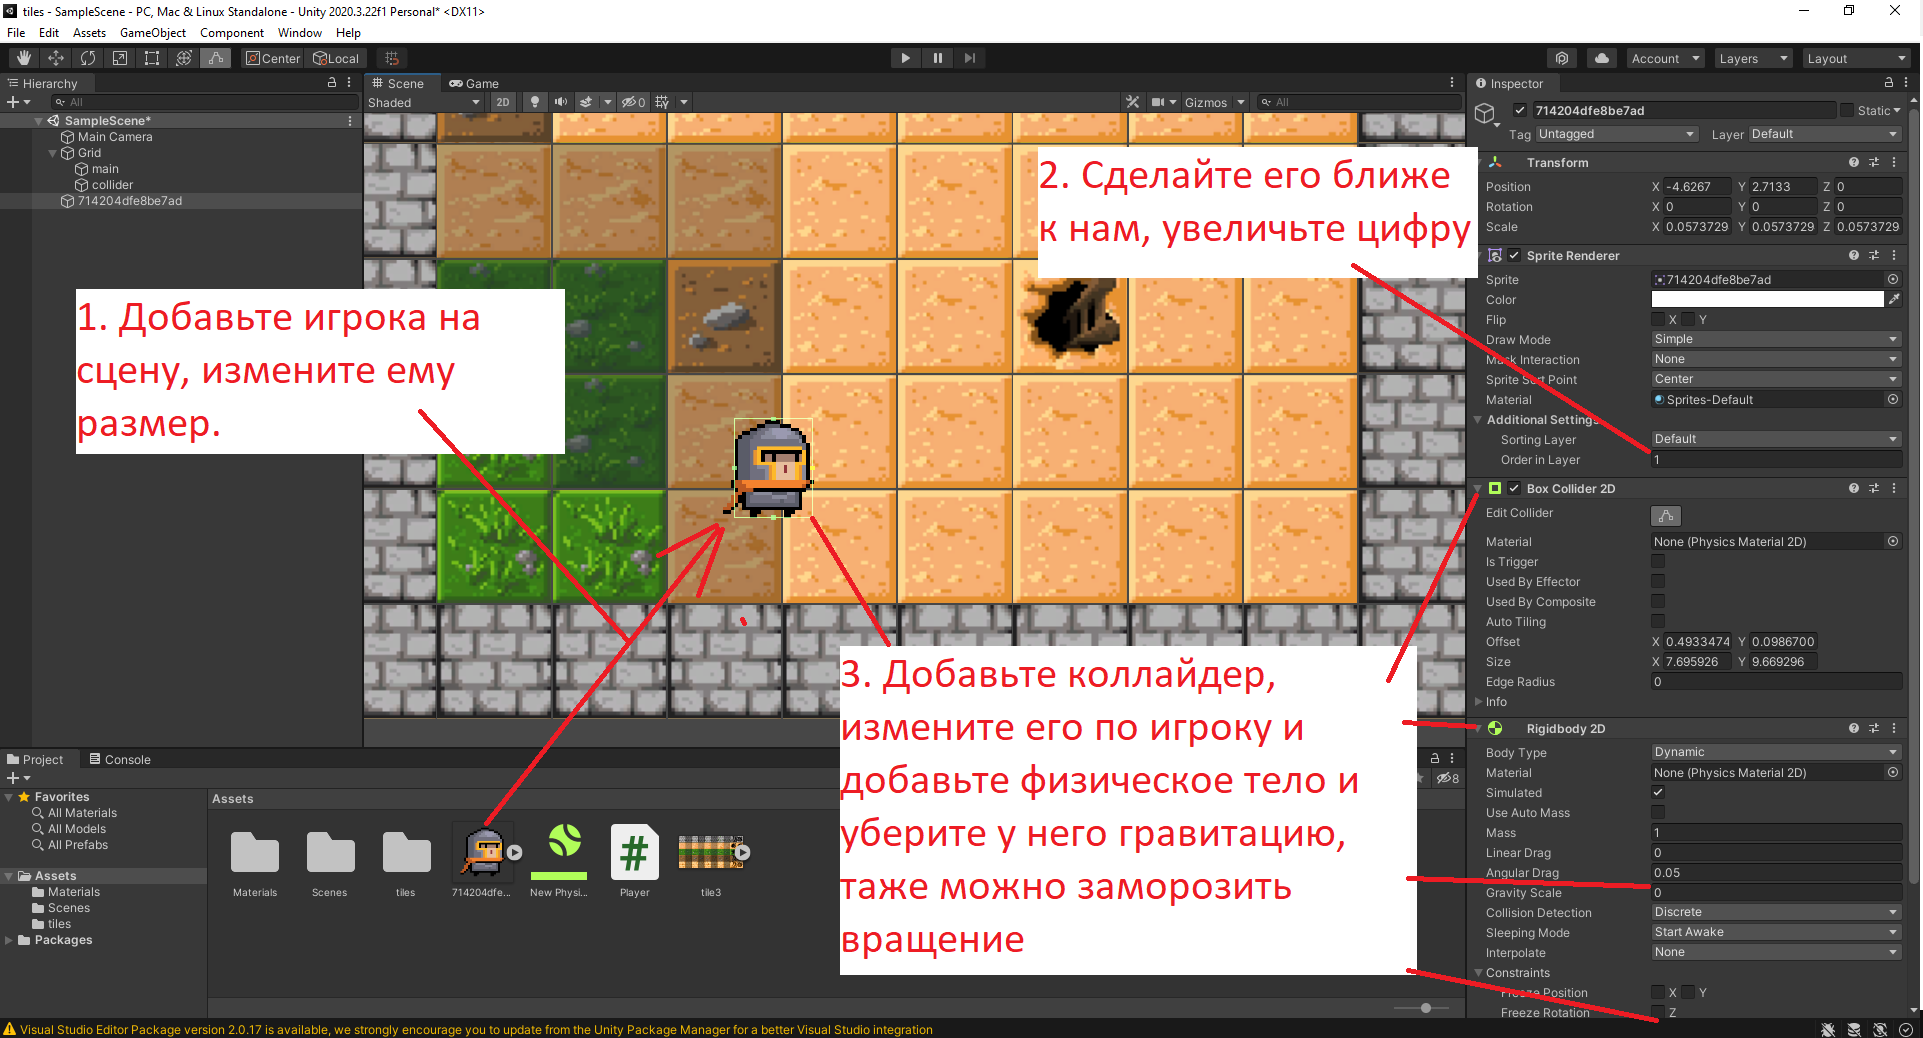 tiles - SampleScene - PC, Mac & Linux Standalone - Unity 2020.3.22f1 Personal* <DX11>
File Edit Assets GameObject Component Window Help
Center Local
Account Layers Layout
Hierarchy
All
SampleScene*
Main Camera
Grid
main
collider
714204dfe8be7ad
Scene Game
Shaded 2D 0 Gizmos All
1. Добавьте игрока на
сцену, измените ему
размер.
2. Сделайте его ближе
к нам, увеличьте цифру
3. Добавьте коллайдер,
измените его по игроку и
добавьте физическое тело и
уберите у него гравитацию,
таже можно заморозить
вращение
Inspector
714204dfe8be7ad Static
Tag Untagged Layer Default
Transform
Position X -4.6267 Y 2.7133 Z 0
Rotation X 0 Y 0 Z 0
Scale X 0.0573729 Y 0.0573729 Z 0.0573729
Sprite Renderer
Sprite 714204dfe8be7ad
Color
Flip X Y
Draw Mode Simple
Mask Interaction None
Sprite Sort Point Center
Material Sprites-Default
Additional Settings
Sorting Layer Default
Order in Layer 1
Box Collider 2D
Edit Collider
Material None (Physics Material 2D)
Is Trigger
Used By Effector
Used By Composite
Auto Tiling
Offset X 0.4933474 Y 0.0986700
Size X 7.695926 Y 9.669296
Edge Radius 0
Info
Rigidbody 2D
Body Type Dynamic
Material None (Physics Material 2D)
Simulated
Use Auto Mass
Mass 1
Linear Drag 0
Angular Drag 0.05
Gravity Scale 0
Collision Detection Discrete
Sleeping Mode Start Awake
Interpolate None
Constraints
Freeze Position X Y
Freeze Rotation Z
Project Console
8
Favorites
All Materials
All Models
All Prefabs
Assets
Materials
Scenes
tiles
Packages
Assets
Materials Scenes tiles 714204dfe... New Physi... Player tile3
Visual Studio Editor Package version 2.0.17 is available, we strongly encourage you to update from the Unity Package Manager for a better Visual Studio integration